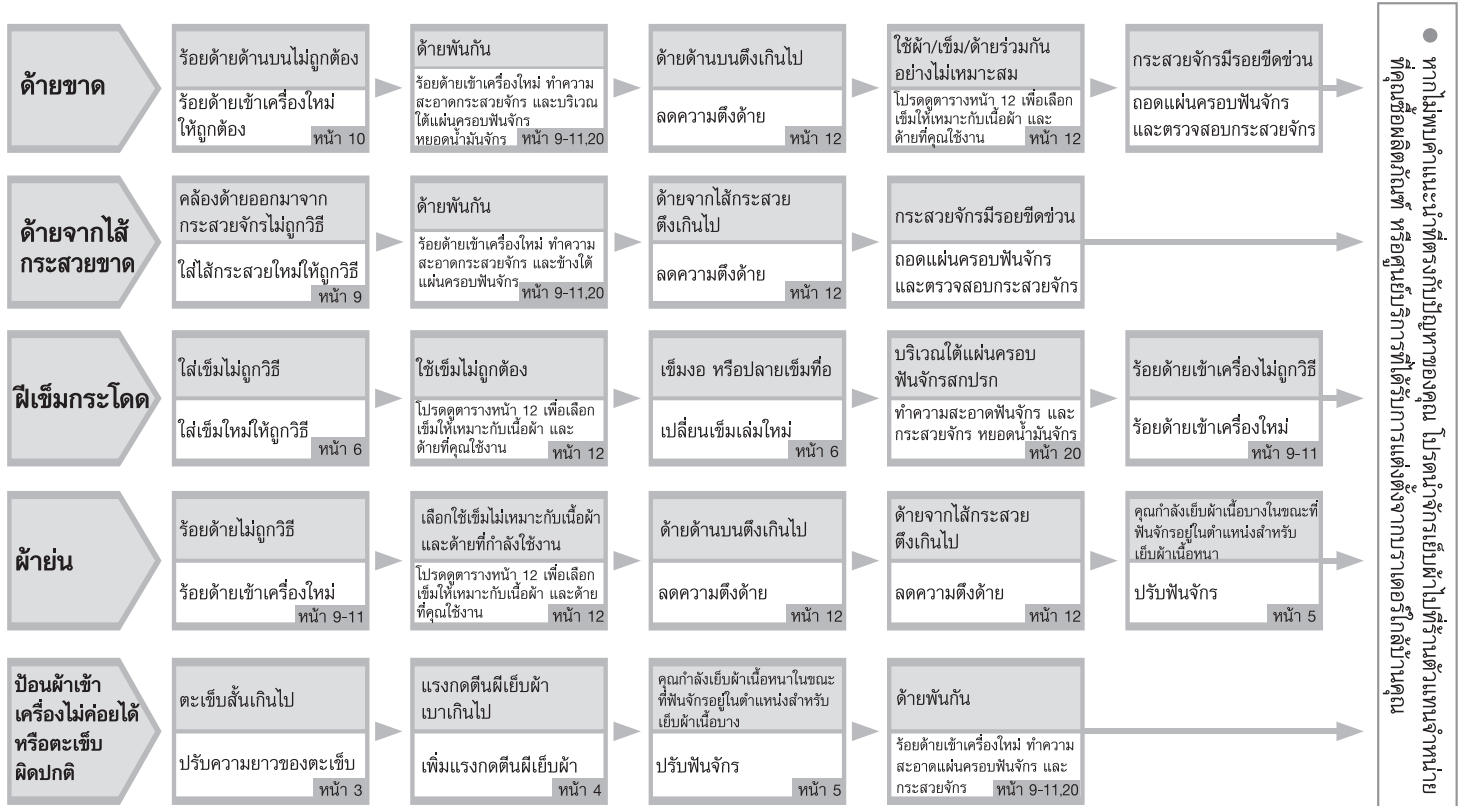 ด้ายขาด
ร้อยด้ายด้านบนไม่ถูกต้อง
ร้อยด้ายเข้าเครื่องใหม่
ให้ถูกต้อง
หน้า 10
ด้ายพันกัน
ร้อยด้ายเข้าเครื่องใหม่ ทำความ
สะอาดกระสวยจักร และบริเวณ
ใต้แผ่นครอบฟันจักร
หยอดน้ำมันจักร หน้า 9-11,20
ด้ายด้านบนตึงเกินไป
ลดความตึงด้าย
หน้า 12
ใช้ผ้า/เข็ม/ด้ายร่วมกัน
อย่างไม่เหมาะสม
โปรดดูตารางหน้า 12 เพื่อเลือก
เข็มให้เหมาะกับเนื้อผ้า และ
ด้ายที่คุณใช้งาน หน้า 12
กระสวยจักรมีรอยขีดข่วน
ถอดแผ่นครอบฟันจักร
และตรวจสอบกระสวยจักร
ด้ายจากไส้
กระสวยขาด
คล้องด้ายออกมาจาก
กระสวยจักรไม่ถูกวิธี
ใส่ไส้กระสวยใหม่ให้ถูกวิธี
หน้า 9
ด้ายพันกัน
ร้อยด้ายเข้าเครื่องใหม่ ทำความ
สะอาดกระสวยจักร และข้างใต้
แผ่นครอบฟันจักร หน้า 9-11,20
ด้ายจากไส้กระสวย
ตึงเกินไป
ลดความตึงด้าย
หน้า 12
กระสวยจักรมีรอยขีดข่วน
ถอดแผ่นครอบฟันจักร
และตรวจสอบกระสวยจักร
ฝีเข็มกระโดด
ใส่เข็มไม่ถูกวิธี
ใส่เข็มใหม่ให้ถูกวิธี
หน้า 6
ใช้เข็มไม่ถูกต้อง
โปรดดูตารางหน้า 12 เพื่อเลือก
เข็มให้เหมาะกับเนื้อผ้า และ
ด้ายที่คุณใช้งาน หน้า 12
เข็มงอ หรือปลายเข็มทื่อ
เปลี่ยนเข็มเล่มใหม่
หน้า 6
บริเวณใต้แผ่นครอบ
ฟันจักรสกปรก
ทำความสะอาดฟันจักร และ
กระสวยจักร หยอดน้ำมันจักร
หน้า 20
ร้อยด้ายเข้าเครื่องไม่ถูกวิธี
ร้อยด้ายเข้าเครื่องใหม่
หน้า 9-11
ผ้าย่น
ร้อยด้ายไม่ถูกวิธี
ร้อยด้ายเข้าเครื่องใหม่
หน้า 9-11
เลือกใช้เข็มไม่เหมาะกับเนื้อผ้า
และด้ายที่กำลังใช้งาน
โปรดดูตารางหน้า 12 เพื่อเลือก
เข็มให้เหมาะกับเนื้อผ้า และด้าย
ที่คุณใช้งาน หน้า 12
ด้ายด้านบนตึงเกินไป
ลดความตึงด้าย
หน้า 12
ด้ายจากไส้กระสวย
ตึงเกินไป
ลดความตึงด้าย
หน้า 12
คุณกำลังเย็บผ้าเนื้อบางในขณะที่
ฟันจักรอยู่ในตำแหน่งสำหรับ
เย็บผ้าเนื้อหนา
ปรับฟันจักร
หน้า 5
ป้อนผ้าเข้า
เครื่องไม่ค่อยได้
หรือตะเข็บ
ผิดปกติ
ตะเข็บสั้นเกินไป
ปรับความยาวของตะเข็บ
หน้า 3
แรงกดตีนผีเย็บผ้า
เบาเกินไป
เพิ่มแรงกดตีนผีเย็บผ้า
หน้า 4
คุณกำลังเย็บผ้าเนื้อหนาในขณะ
ที่ฟันจักรอยู่ในตำแหน่งสำหรับ
เย็บผ้าเนื้อบาง
ปรับฟันจักร
หน้า 5
ด้ายพันกัน
ร้อยด้ายเข้าเครื่องใหม่ ทำความ
สะอาดแผ่นครอบฟันจักร และ
กระสวยจักร หน้า 9-11,20
● หากไม่พบคำแนะนำที่ตรงกับปัญหาของคุณ โปรดนำจักรเย็บผ้าไปที่ร้านตัวแทนจำหน่าย
ที่คุณซื้อผลิตภัณฑ์ หรือศูนย์บริการที่ได้รับการแต่งตั้งจากบราเดอร์ใกล้บ้านคุณ